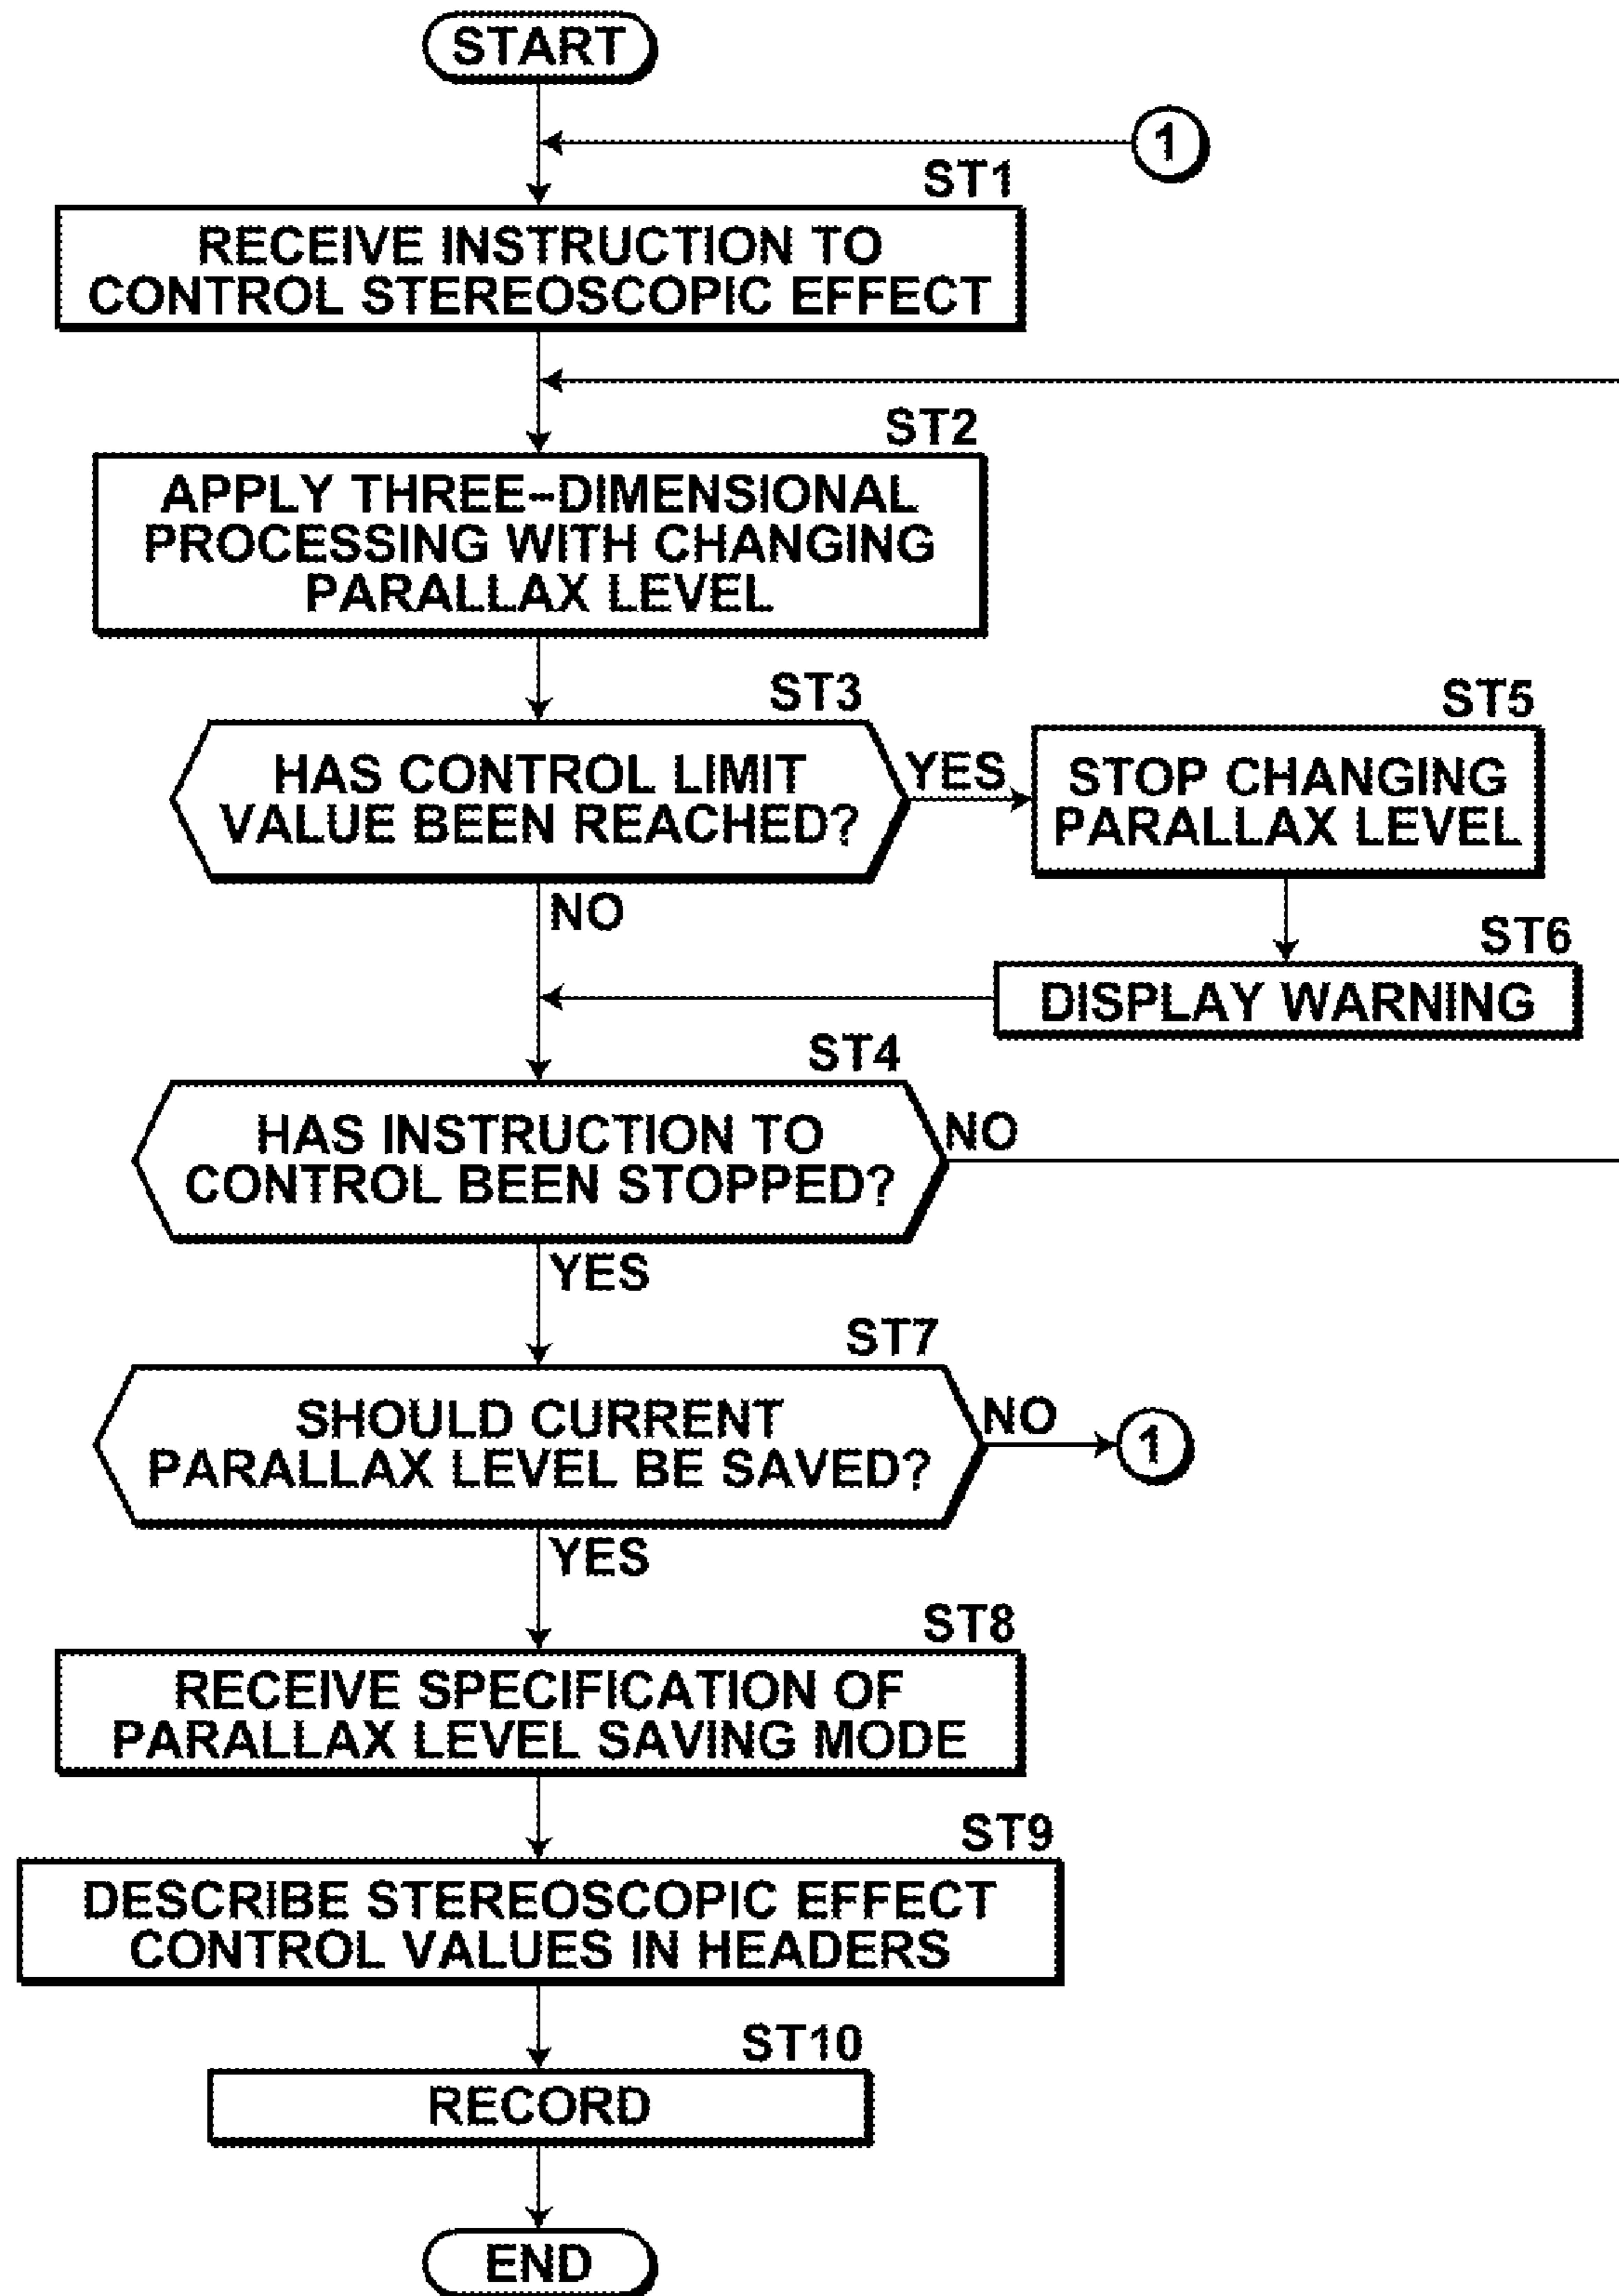 START
1
ST1
RECEIVE INSTRUCTION TO
CONTROL STEREOSCOPIC EFFECT
ST2
APPLY THREE-DIMENSIONAL
PROCESSING WITH CHANGING
PARALLAX LEVEL
ST3
HAS CONTROL LIMIT
VALUE BEEN REACHED?
YES
NO
ST5
STOP CHANGING
PARALLAX LEVEL
ST6
DISPLAY WARNING
ST4
HAS INSTRUCTION TO
CONTROL BEEN STOPPED?
NO
YES
ST7
SHOULD CURRENT
PARALLAX LEVEL BE SAVED?
NO
1
YES
ST8
RECEIVE SPECIFICATION OF
PARALLAX LEVEL SAVING MODE
ST9
DESCRIBE STEREOSCOPIC EFFECT
CONTROL VALUES IN HEADERS
ST10
RECORD
END